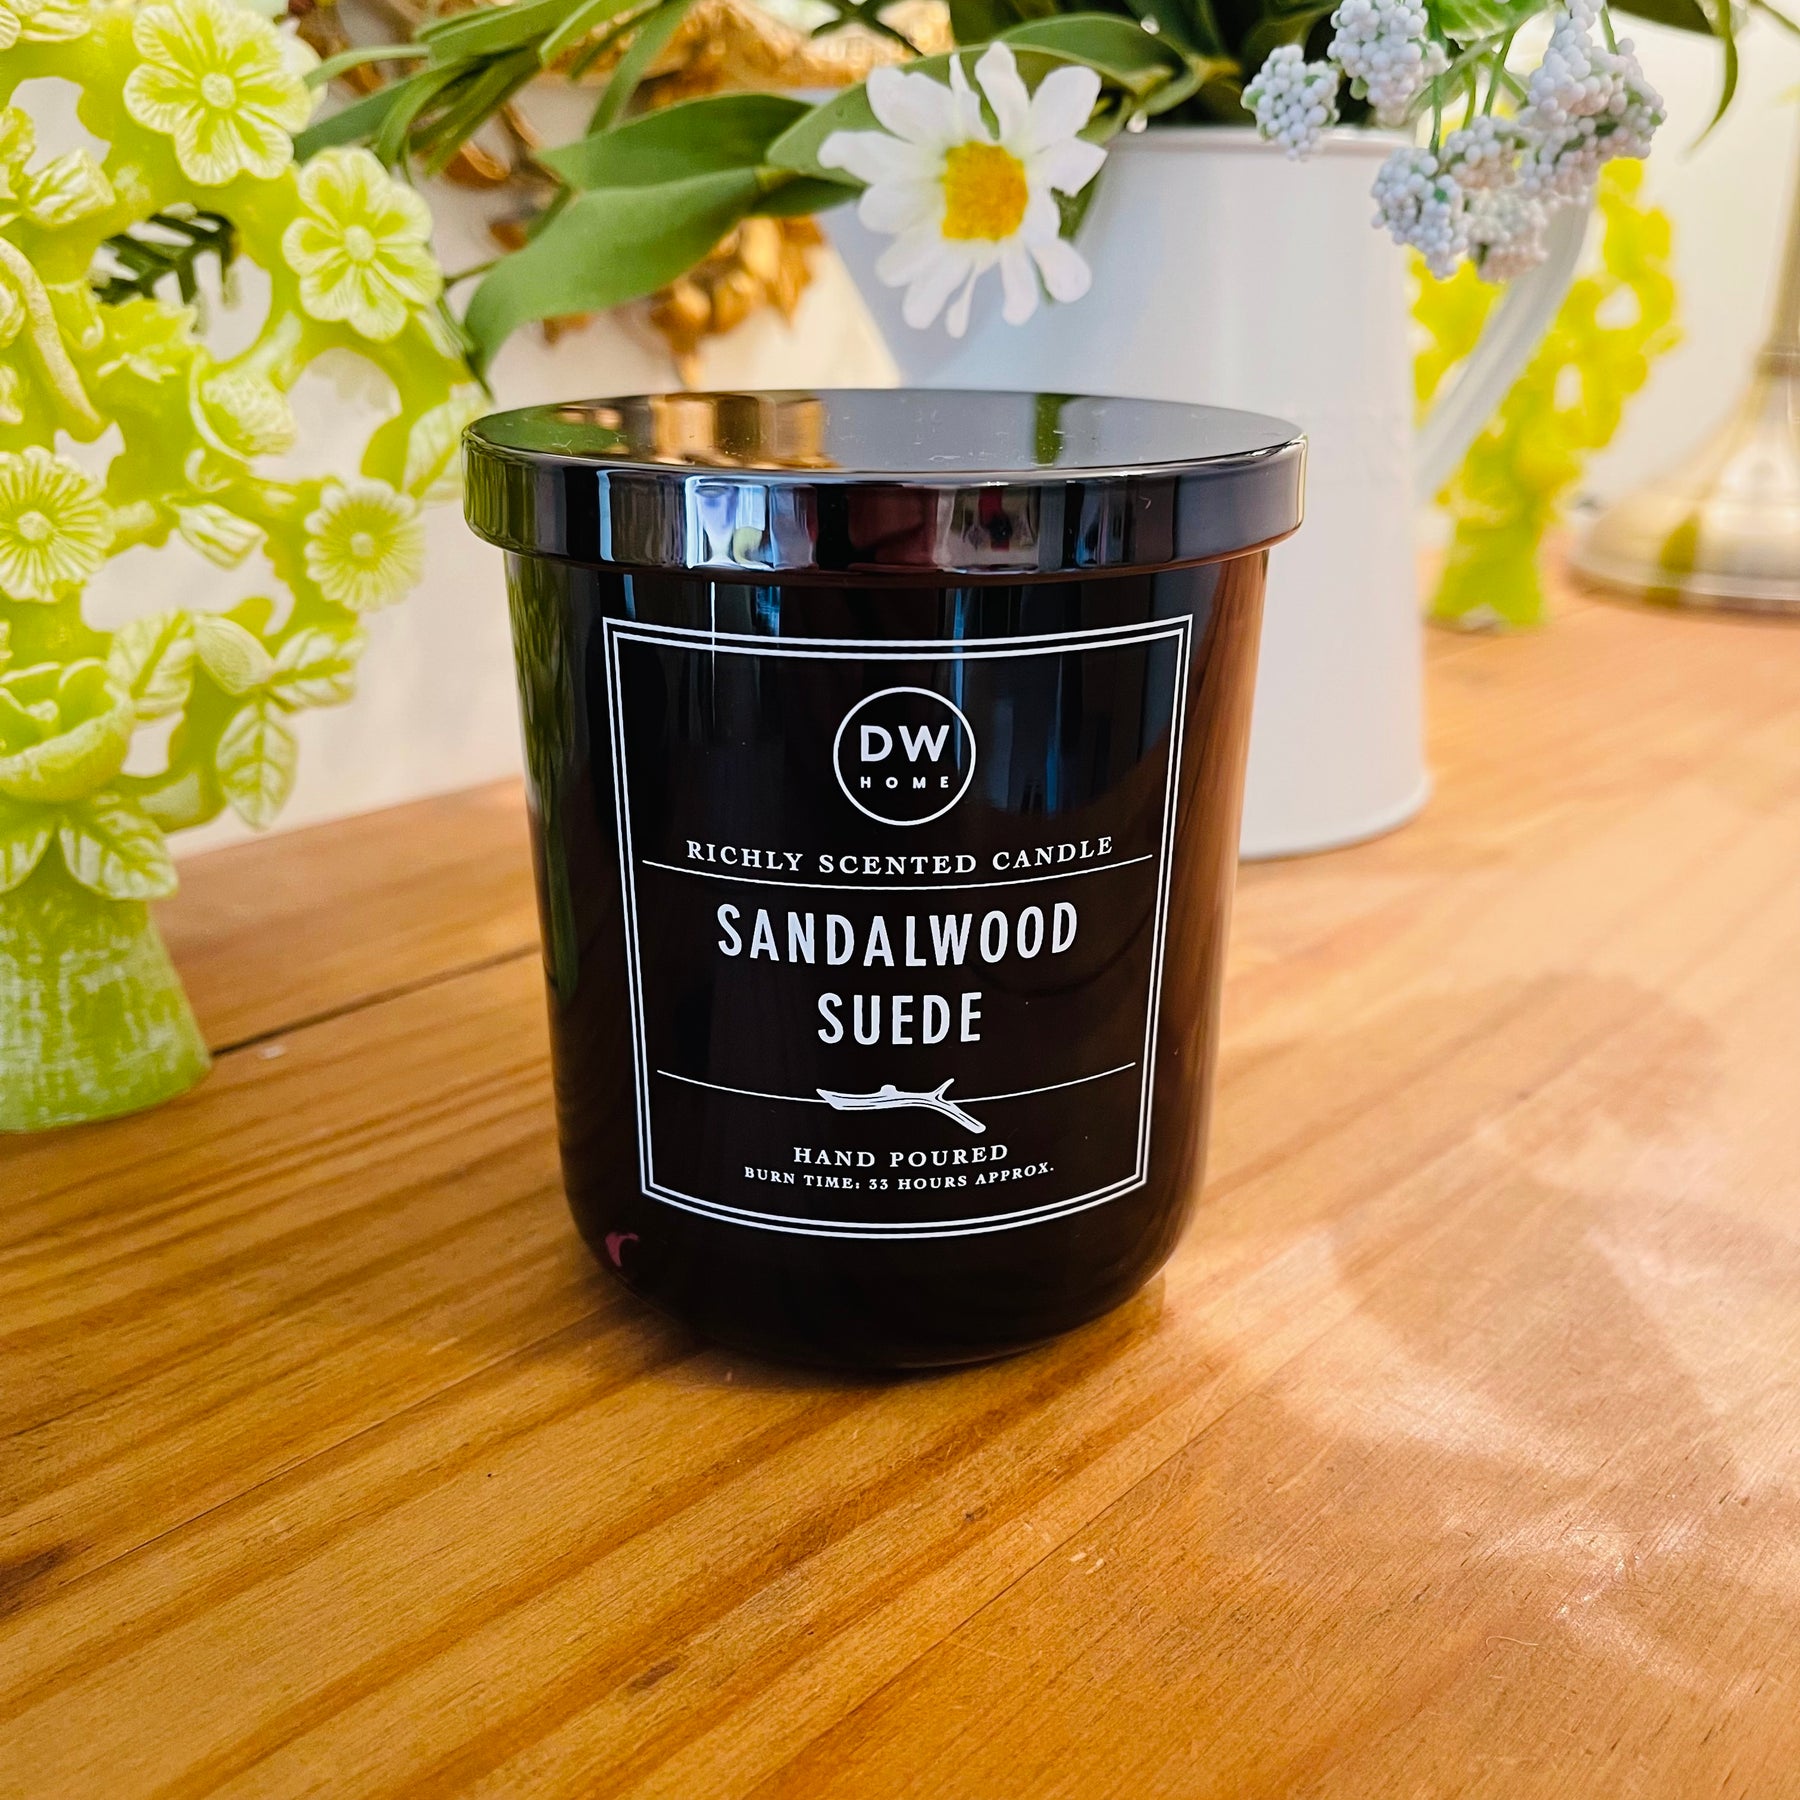 DW
HOME
RICHLY SCENTED CANDLE
SANDALWOOD
SUEDE
HAND POURED
BURN TIME: 33 HOURS APPROX.